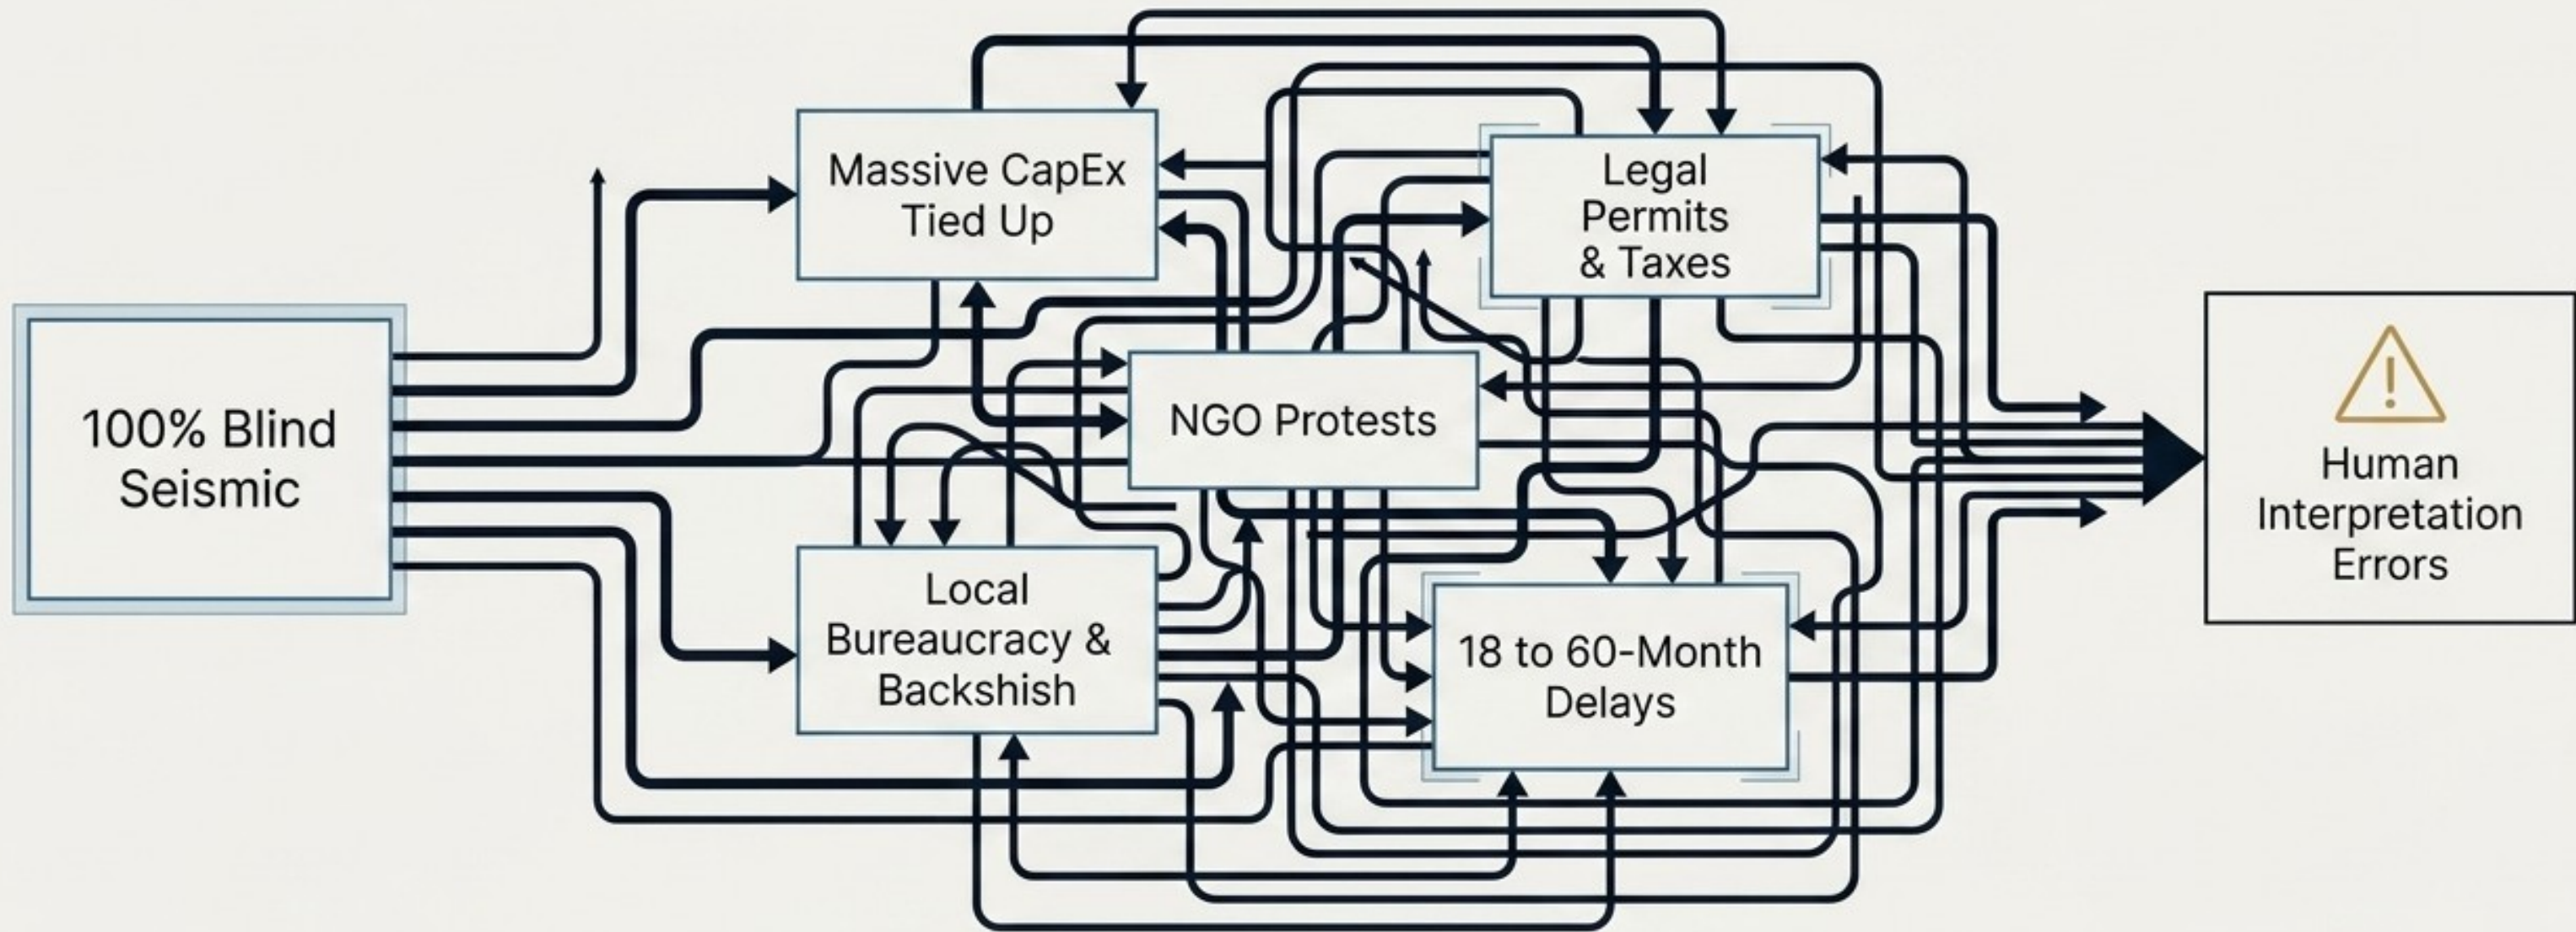 100% Blind
Seismic
Massive CapEx
Tied Up
Local
Bureaucracy &
Backshish
NGO Protests
Legal
Permits
& Taxes
18 to 60-Month
Delays
Human
Interpretation
Errors